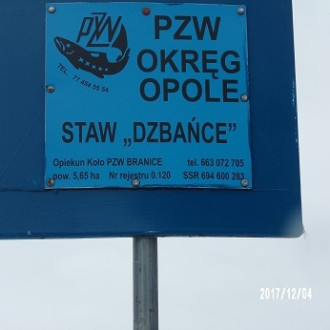 PZW
PZW
OKRĘG
OPOLE
TEL. 77 454 55 54
STAW „DZBAŃCE”
Opiekun Koło PZW BRANICE tel. 663 072 705
pow. 5,65 ha Nr rejestru 0.120 SSR 694 600 283
2017/12/04